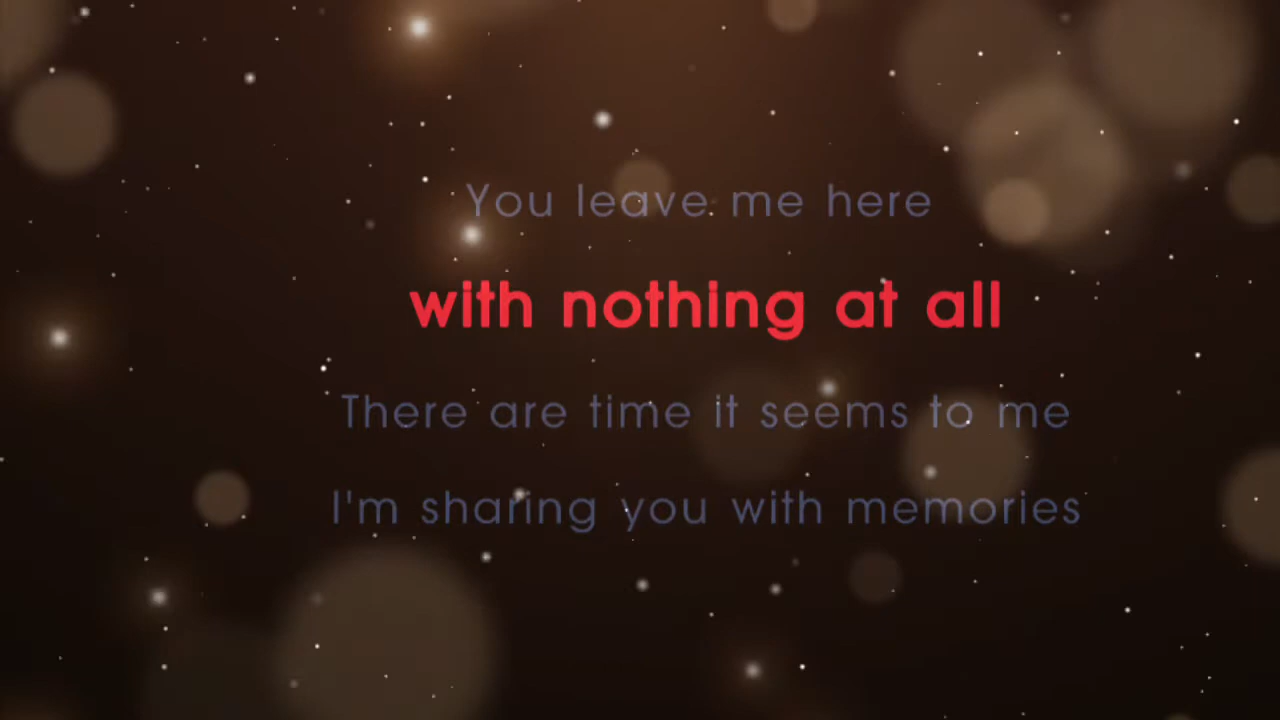 You leave me here
with nothing at all
There are time it seems to me
I'm sharing you with memories